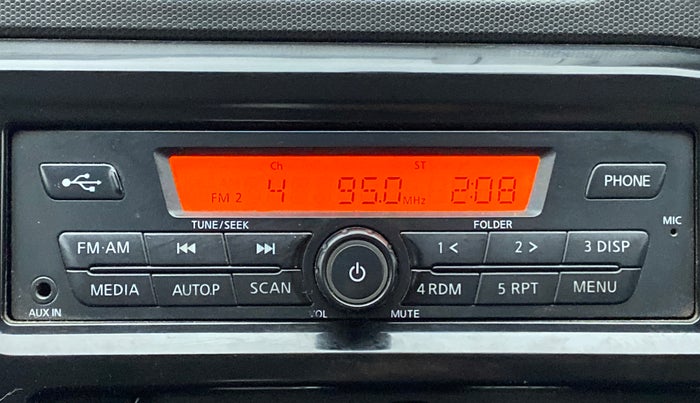 Ch ST
FM 2 4 95.0 MHz 2:08
PHONE
TUNE/SEEK FOLDER
MIC
FM·AM 1 < 2 > 3 DISP
MEDIA AUTO.P SCAN 4 RDM 5 RPT MENU
AUX IN VOL MUTE